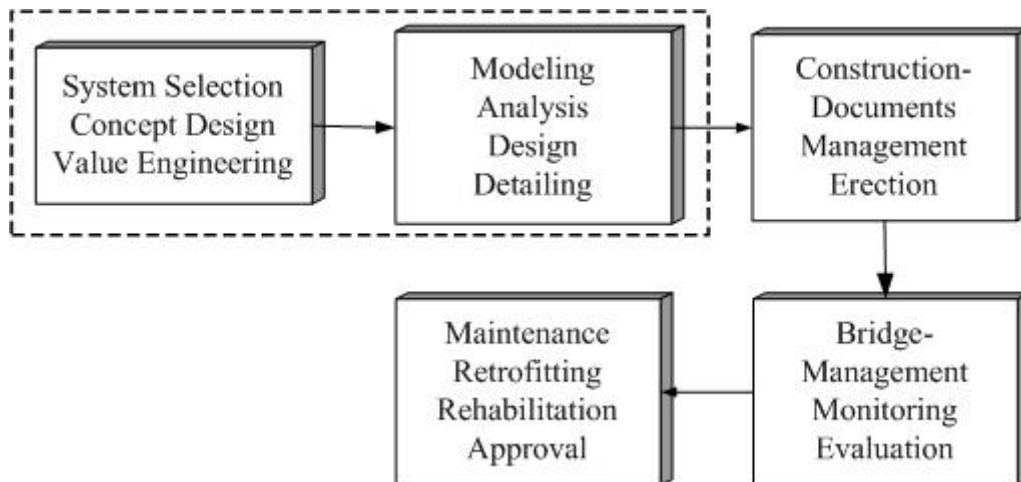 System Selection
Concept Design
Value Engineering
Modeling
Analysis
Design
Detailing
Construction-
Documents
Management
Erection
Bridge-
Management
Monitoring
Evaluation
Maintenance
Retrofitting
Rehabilitation
Approval